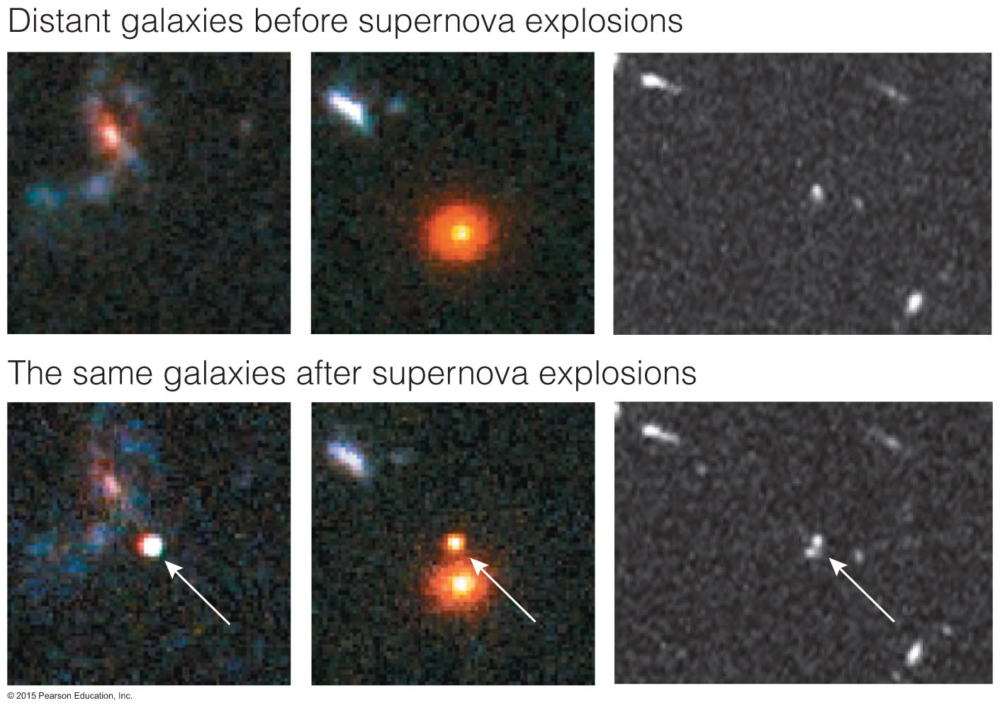 Distant galaxies before supernova explosions
The same galaxies after supernova explosions
© 2015 Pearson Education, Inc.